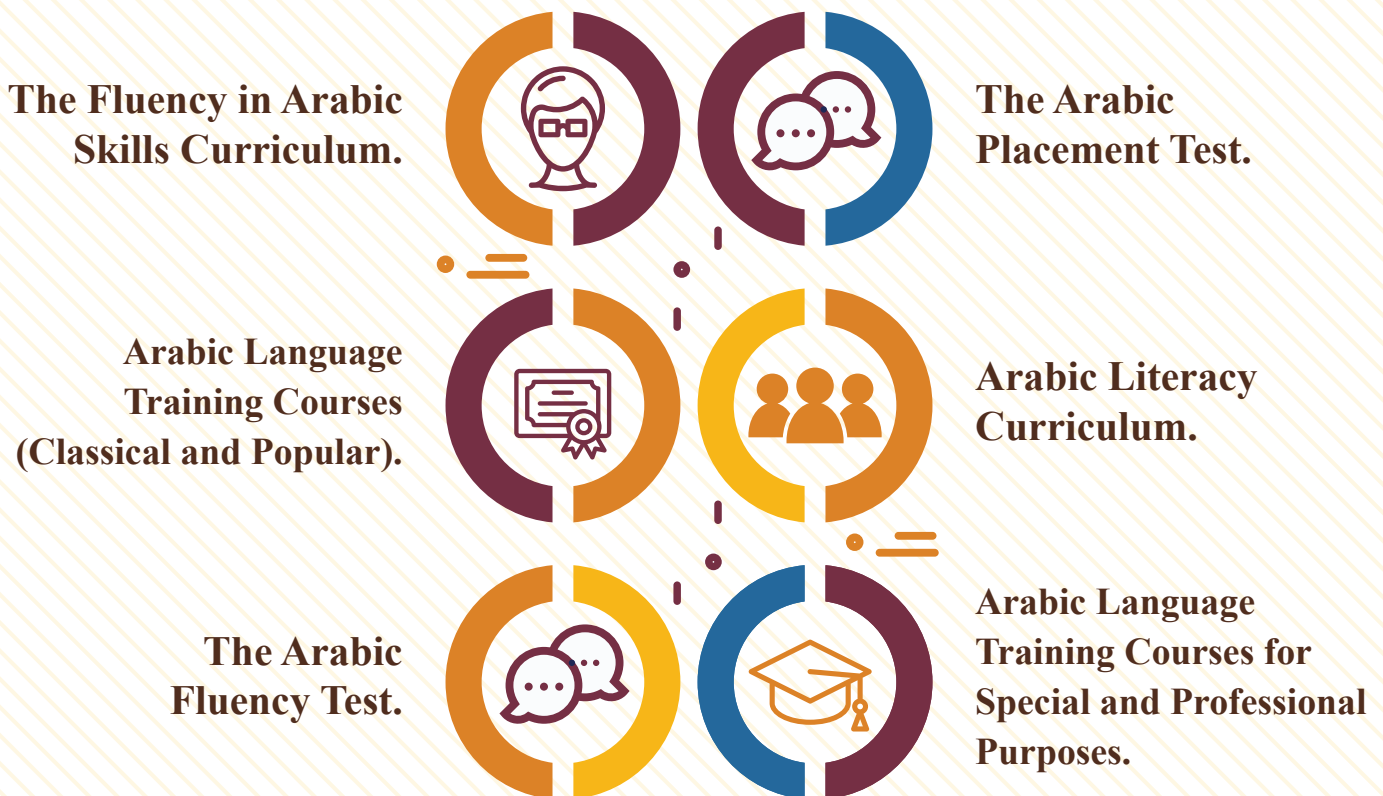 The Fluency in Arabic
Skills Curriculum.
The Arabic
Placement Test.
Arabic Language
Training Courses
(Classical and Popular).
Arabic Literacy
Curriculum.
The Arabic
Fluency Test.
Arabic Language
Training Courses for
Special and Professional
Purposes.